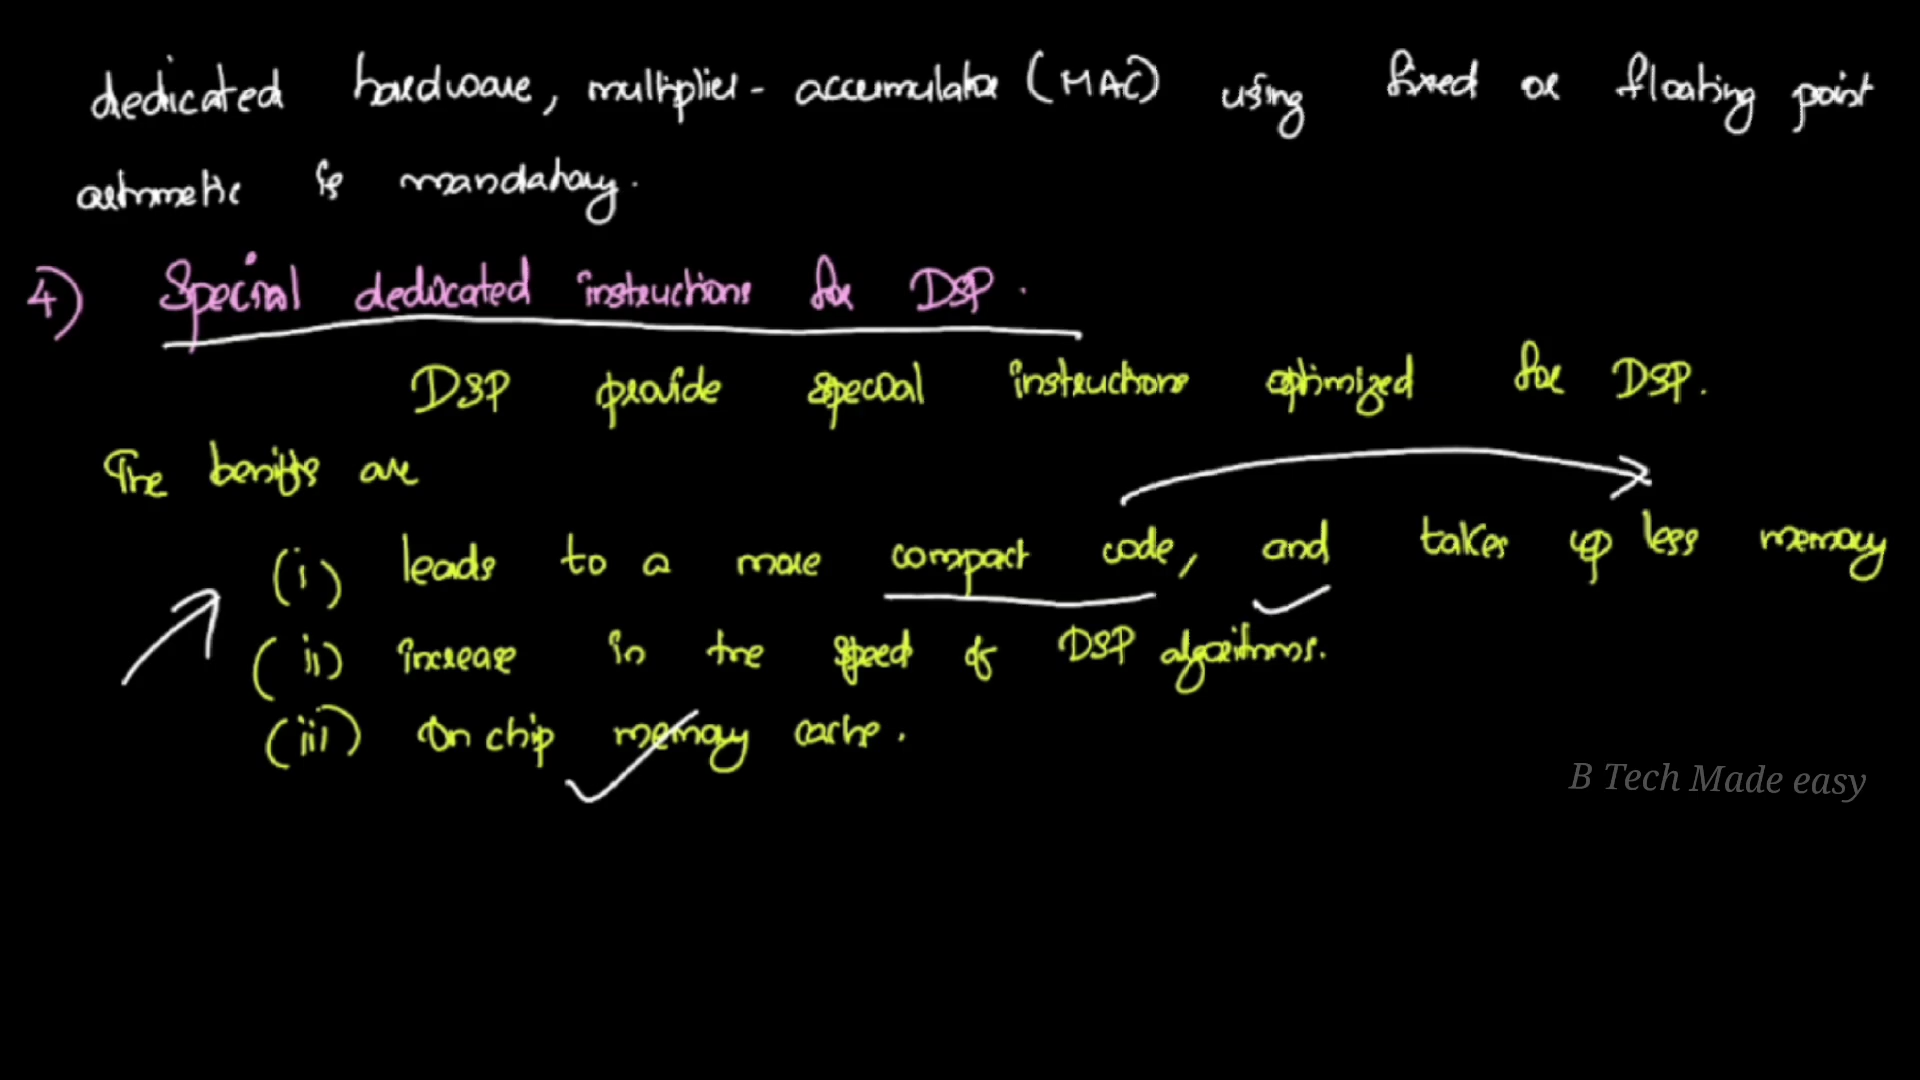 dedicated hardware, multiplier - accumulator (MAC) using fixed or floating point
arithmetic is mandatory.
4) Special dedicated instructions for DSP.
DSP provide special instructions optimized for DSP.
The benifts are
(i) leads to a more compact code, and takes up less memory
(ii) increase in the speed of DSP algorithms.
(iii) On chip memory cache.
B Tech Made easy